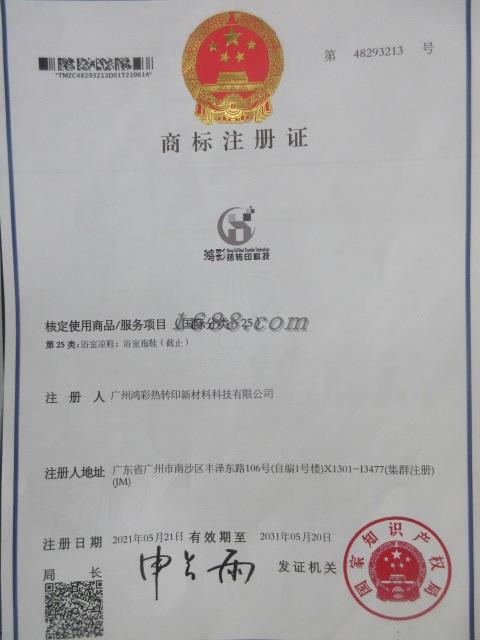 第 48293213 号
*TMZC48293213D01T210614*
商标注册证
鸿彩热转印科技
核定使用商品/服务项目（国际分类：25）
1688.com
第25类:浴室凉鞋；浴室拖鞋（截止）
注册人 广州鸿彩热转印新材料科技有限公司
注册人地址 广东省广州市南沙区丰泽东路106号(自编1号楼)X1301-I3477(集群注册)
(JM)
注册日期 2021年05月21日 有效期至 2031年05月20日
局长 申长雨 发证机关
国家知识产权局